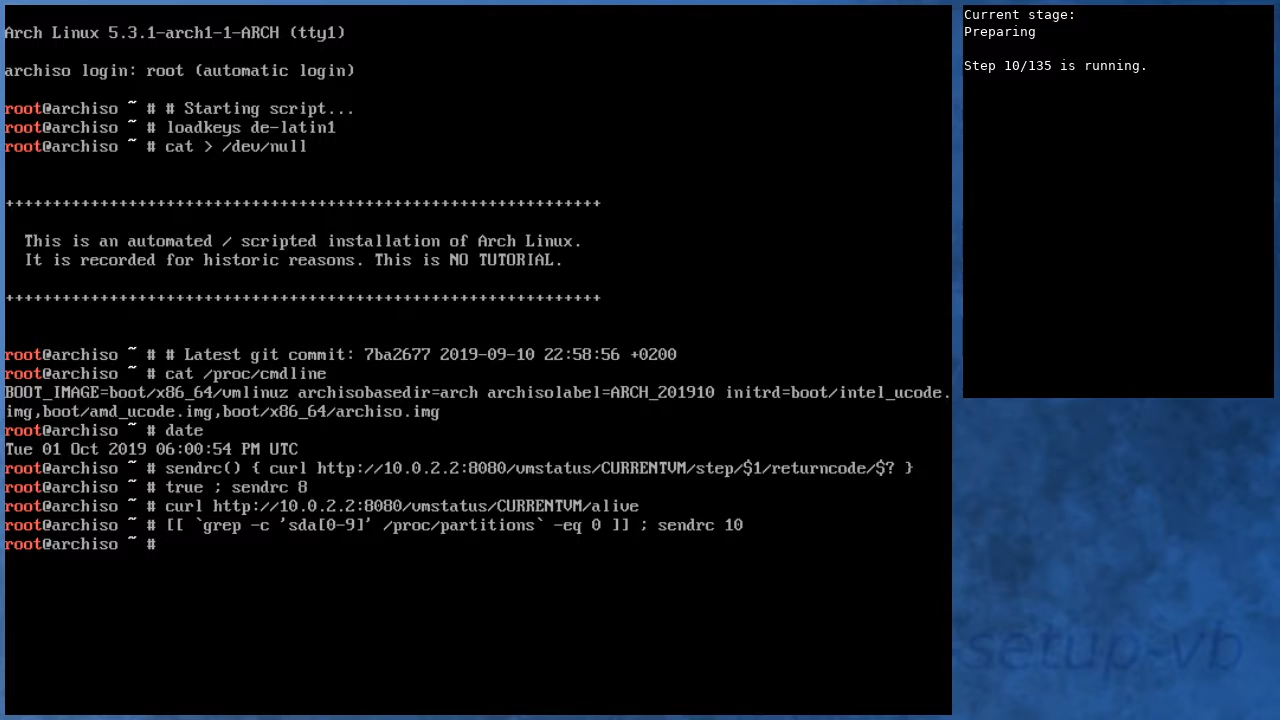 Arch Linux 5.3.1-arch1-1-ARCH (tty1)
archiso login: root (automatic login)
root@archiso ~ # # Starting script...
root@archiso ~ # loadkeys de-latin1
root@archiso ~ # cat > /dev/null
+++++++++++++++++++++++++++++++++++++++++++++++++++++++++++++++
This is an automated / scripted installation of Arch Linux.
It is recorded for historic reasons. This is NO TUTORIAL.
+++++++++++++++++++++++++++++++++++++++++++++++++++++++++++++++
root@archiso ~ # # Latest git commit: 7ba2677 2019-09-10 22:58:56 +0200
root@archiso ~ # cat /proc/cmdline
BOOT_IMAGE=boot/x86_64/vmlinuz archisobasedir=arch archisolabel=ARCH_201910 initrd=boot/intel_ucode.
img,boot/amd_ucode.img,boot/x86_64/archiso.img
root@archiso ~ # date
Tue 01 Oct 2019 06:00:54 PM UTC
root@archiso ~ # sendrc() { curl http://10.0.2.2:8080/vmstatus/CURRENTVM/step/$1/returncode/$? }
root@archiso ~ # true ; sendrc 8
root@archiso ~ # curl http://10.0.2.2:8080/vmstatus/CURRENTVM/alive
root@archiso ~ # [[ `grep -c 'sda[0-9]' /proc/partitions` -eq 0 ]] ; sendrc 10
root@archiso ~ #
Current stage:
Preparing
Step 10/135 is running.
-setup-vb